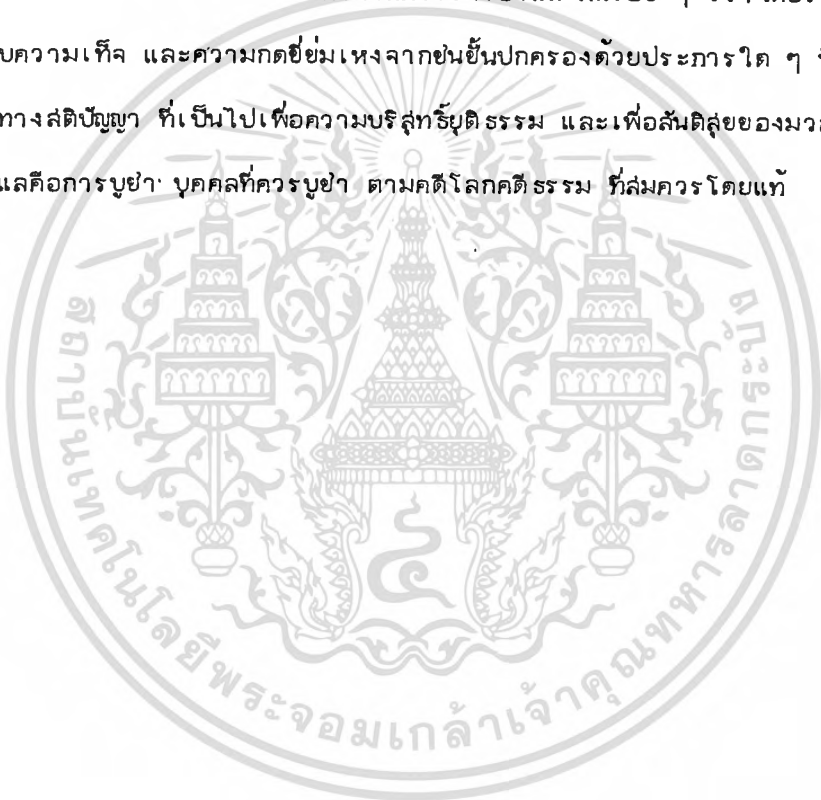 บความเท็จ และความกดขี่ข่มเหงจากชนชั้นปกครองด้วยประการใด ๆ
ทางสติปัญญา ที่เป็นไปเพื่อความบริสุทธิ์ยุติธรรม และเพื่อสันติสุขของมวล
แลคือการบูชา บุคคลที่ควรบูชา ตามคติโลกคติธรรม ที่สมควรโดยแท้
๔
สถาบันเทคโนโลยีพระจอมเกล้าเจ้าคุณทหารลาดกระบัง